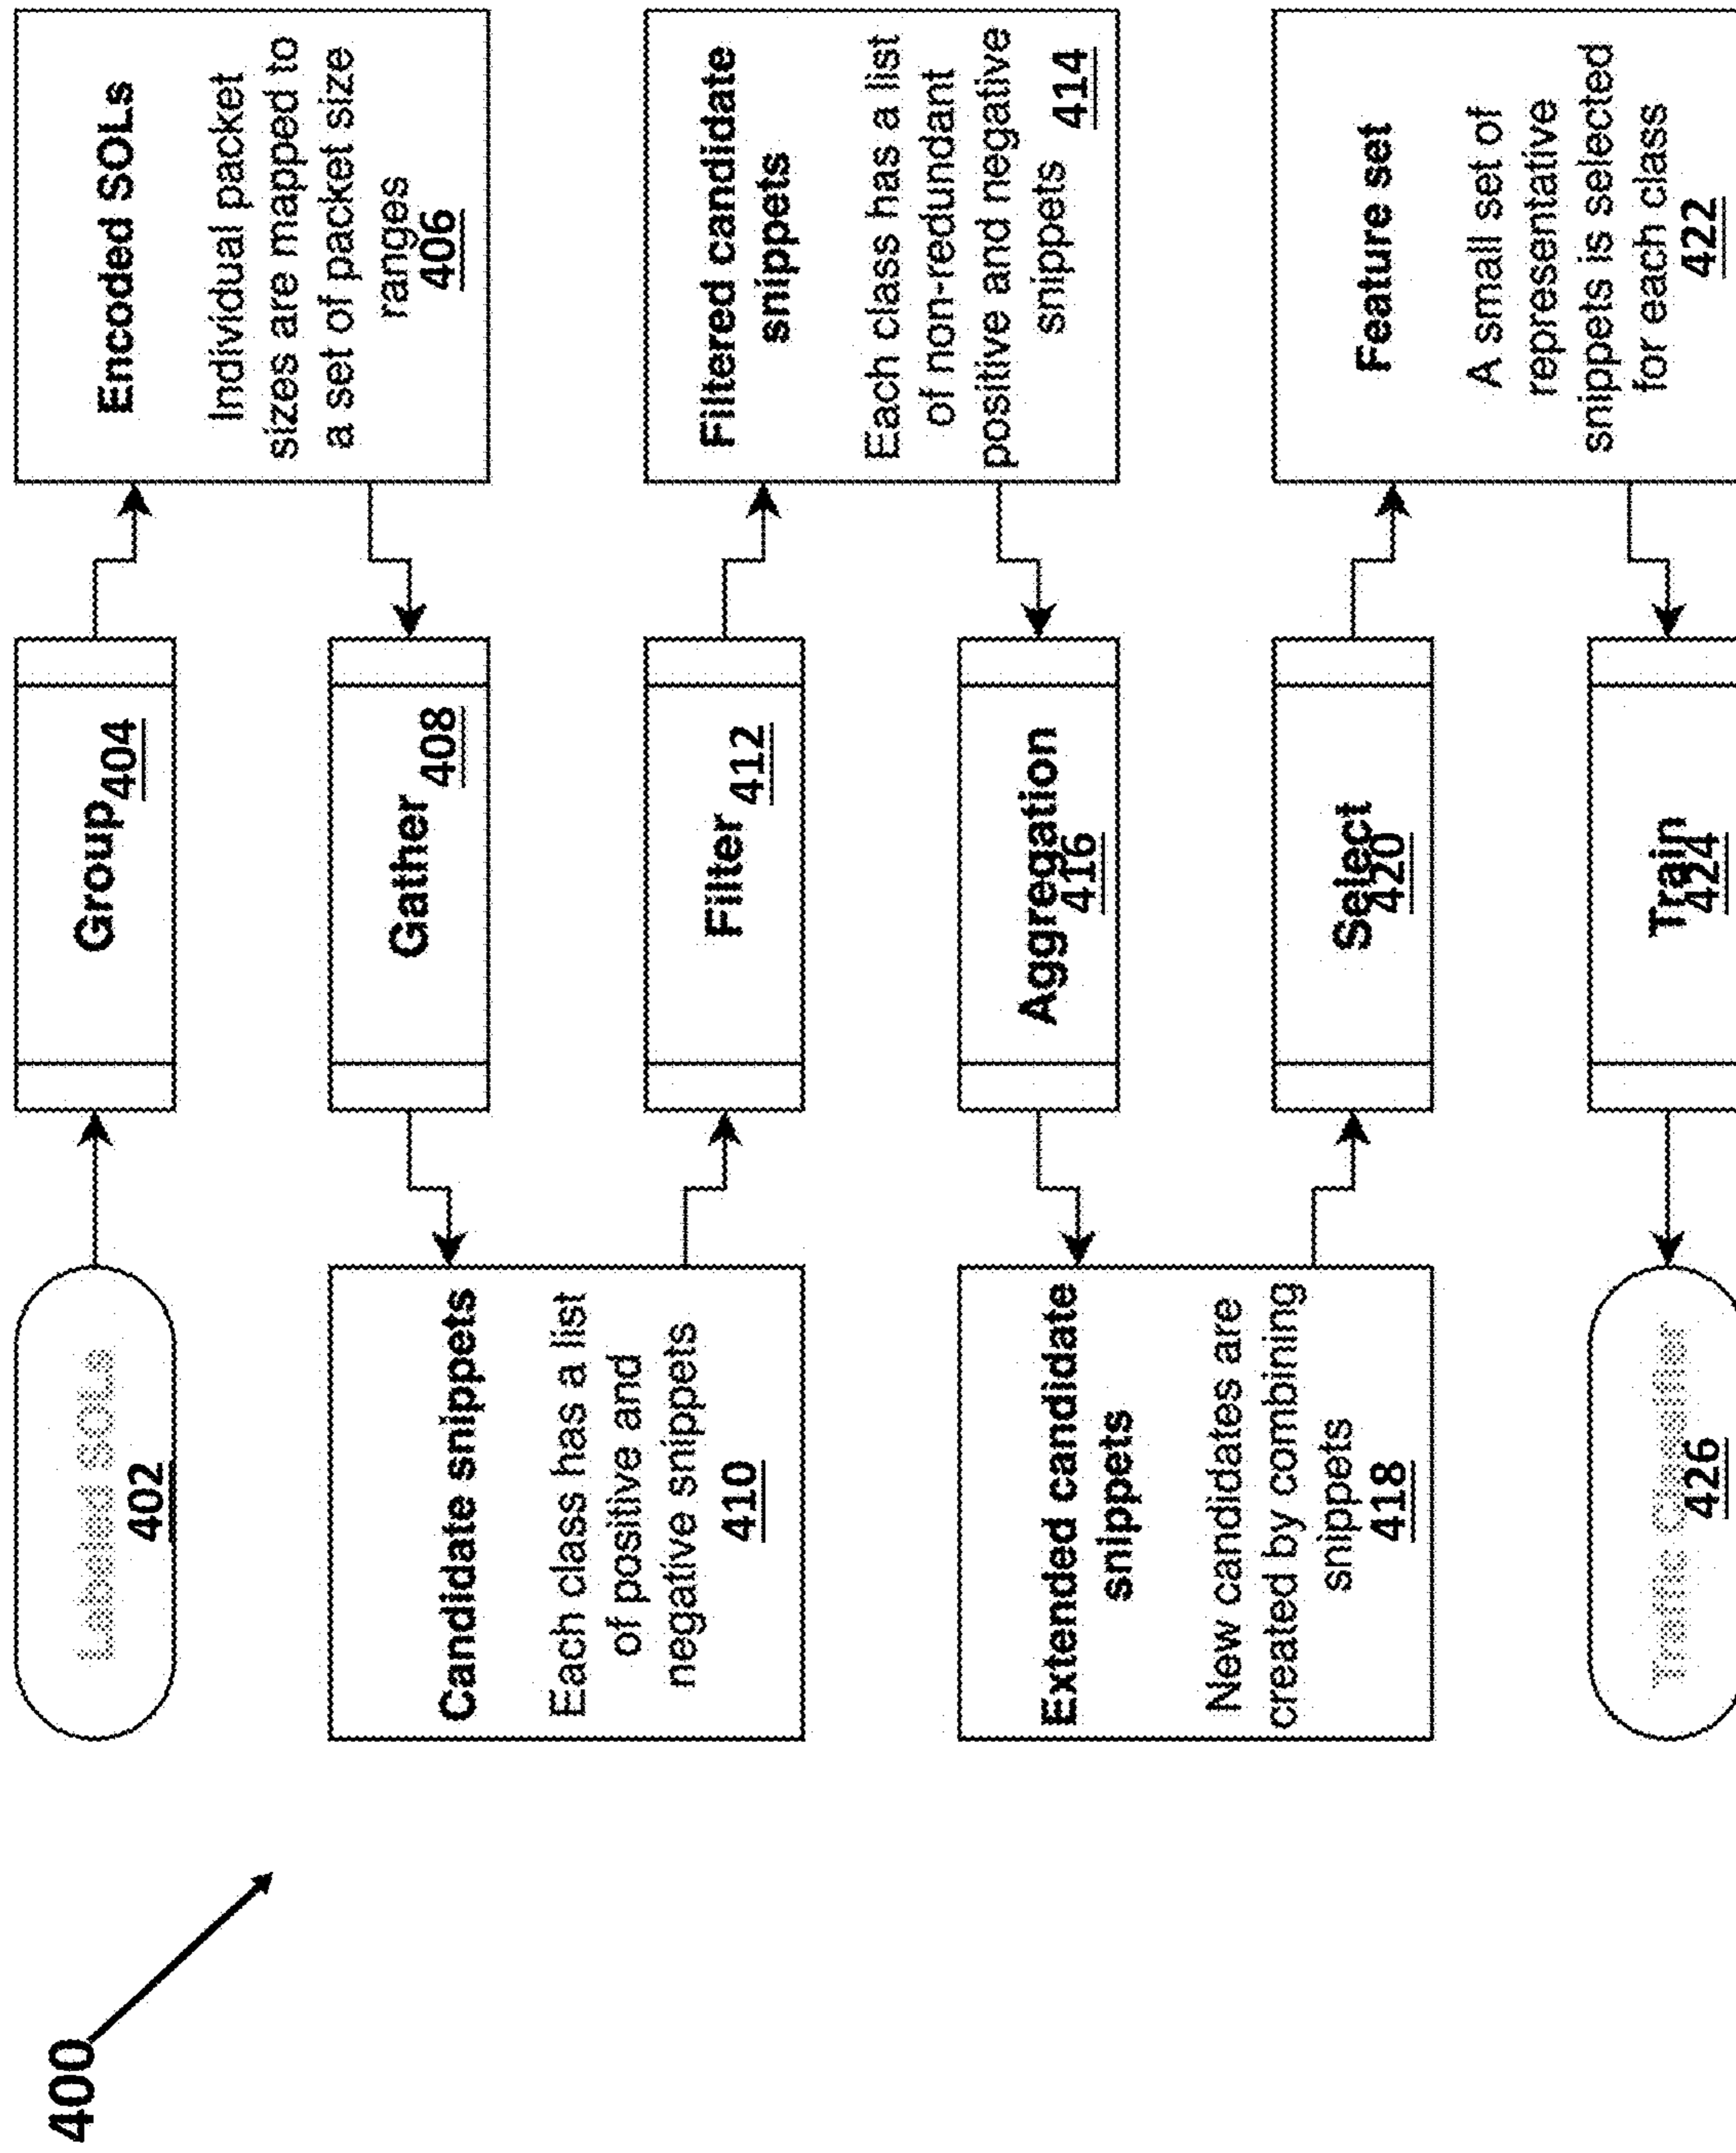 400
Labeled SOLs
402
Group
404
Encoded SOLs
Individual packet
sizes are mapped to
a set of packet size
ranges
406
Gather
408
Candidate snippets
Each class has a list
of positive and
negative snippets
410
Filter
412
Filtered candidate
snippets
Each class has a list
of non-redundant
positive and negative
snippets
414
Aggregation
416
Extended candidate
snippets
New candidates are
created by combining
snippets
418
Select
420
Feature set
A small set of
representative
snippets is selected
for each class
422
Train
424
Traffic Classifier
426